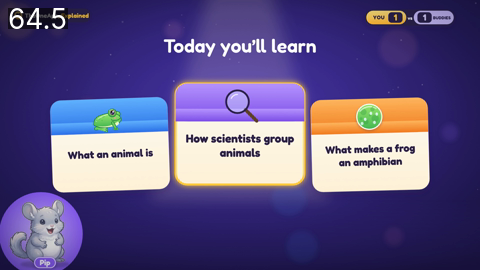 64.5
plained
YOU 1 vs 1 BUDDIES
Today you'll learn
What an animal is
How scientists group
animals
What makes a frog
an amphibian
Pip